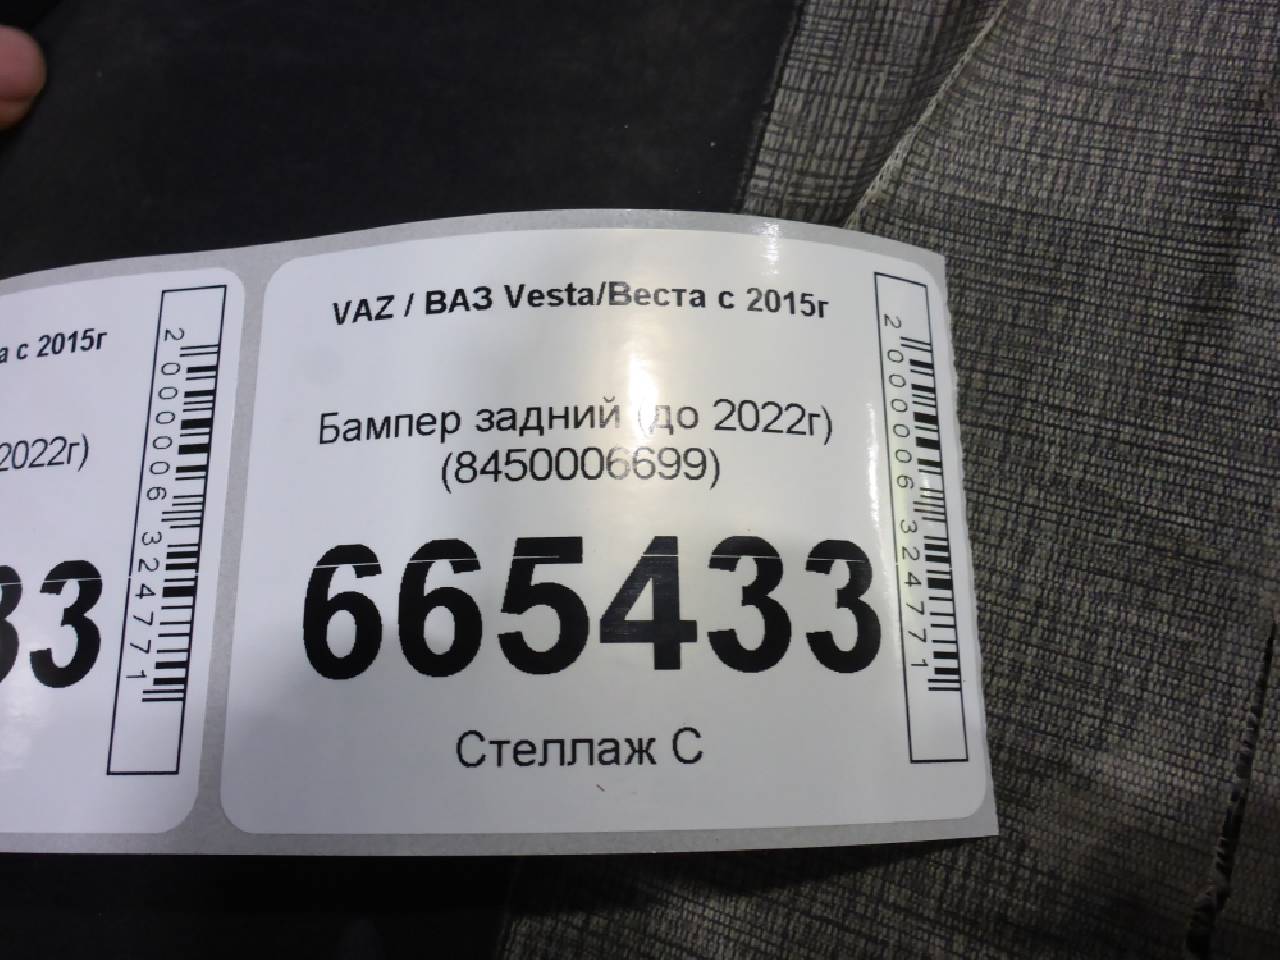 VAZ / ВАЗ Vesta/Веста с 2015г
Бампер задний (до 2022г)
(8450006699)
665433
Стеллаж С
2000006324771
а с 2015г
2022г)
33
2000006324771